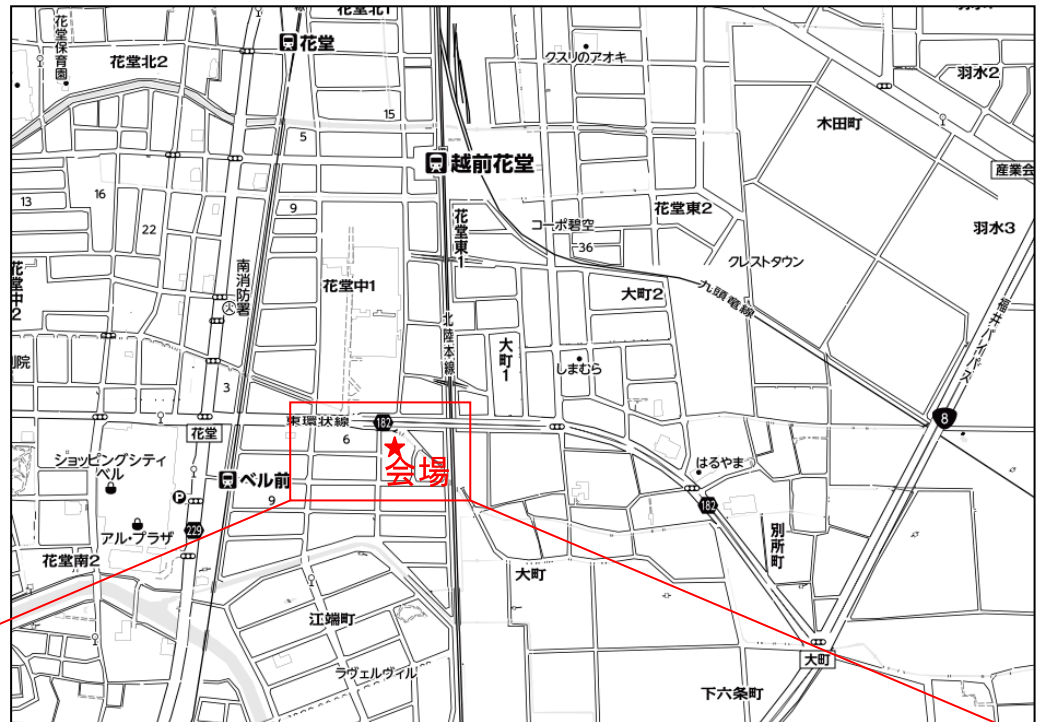 花堂保育園
花堂北1
花堂
花堂北2
クスリのアオキ
羽水2
15
木田町
5
越前花堂
産業会
16
13
9
花堂東1
花堂東2
羽水3
22
コーポ碧空
36
花堂中2
南消防署
花堂中1
クレストタウン
大町2
九頭竜線
福井バイパス
北陸本線
大町1
しまむら
3
東環状線
182
8
花堂
6
会場
ショッピングシティ
ベル
ベル前
はるやま
P
9
182
229
アル・プラザ
別所町
花堂南2
大町
江端町
大町
ラヴェルヴィル
下六条町